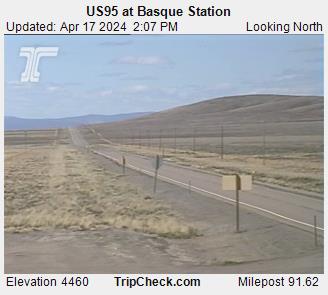 US95 at Basque Station
Updated: Apr 17 2024 2:07 PM Looking North
Elevation 4460 TripCheck.com Milepost 91.62